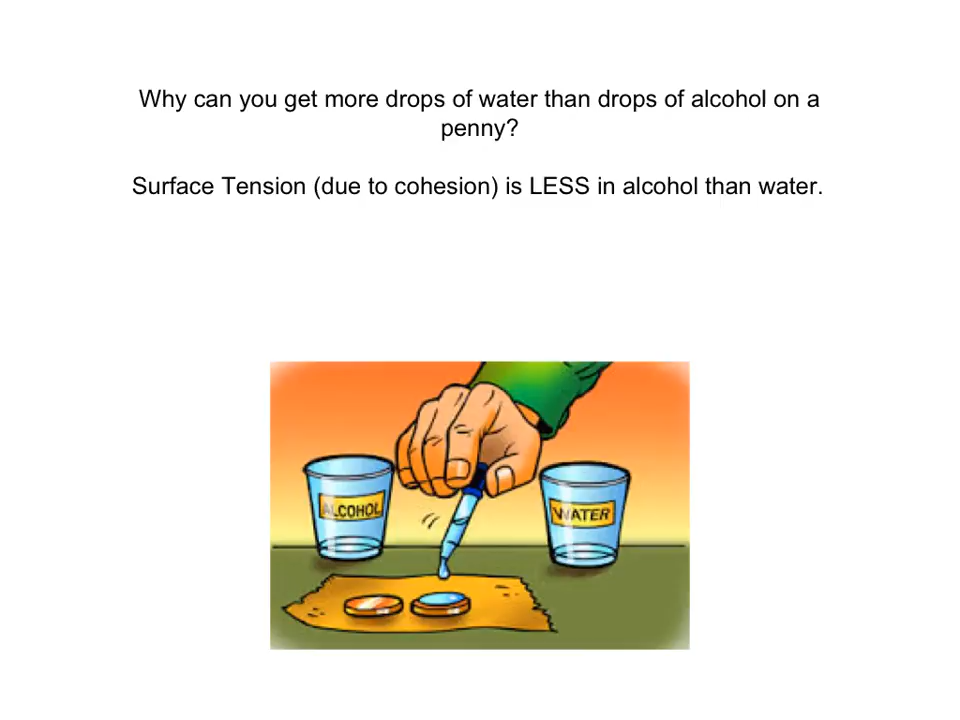 Why can you get more drops of water than drops of alcohol on a
penny?
Surface Tension (due to cohesion) is LESS in alcohol than water.
ALCOHOL
WATER